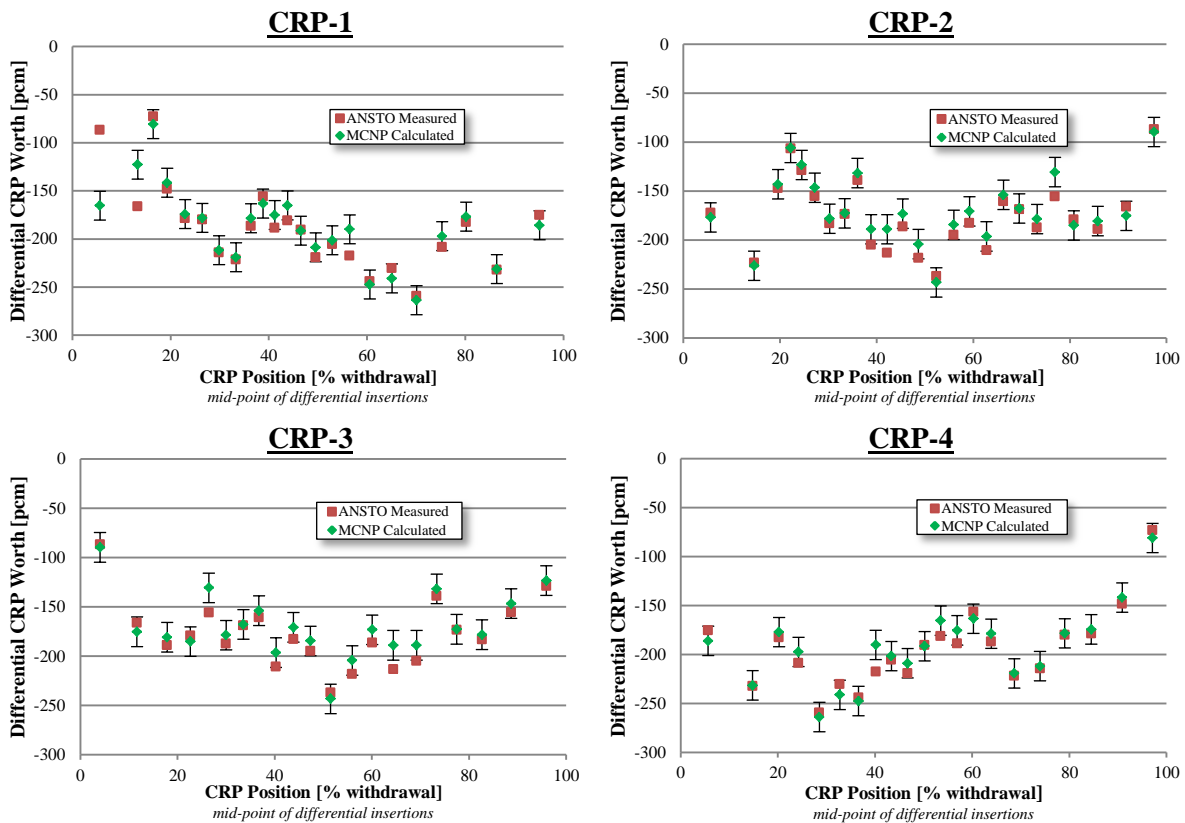 CRP-1
Differential CRP Worth [pcm]
0
-50
-100
-150
-200
-250
-300
ANSTO Measured
MCNP Calculated
0 20 40 60 80 100
CRP Position [% withdrawal]
mid-point of differential insertions
CRP-2
Differential CRP Worth [pcm]
0
-50
-100
-150
-200
-250
-300
ANSTO Measured
MCNP Calculated
0 20 40 60 80 100
CRP Position [% withdrawal]
mid-point of differential insertions
CRP-3
Differential CRP Worth [pcm]
0
-50
-100
-150
-200
-250
-300
ANSTO Measured
MCNP Calculated
0 20 40 60 80 100
CRP Position [% withdrawal]
mid-point of differential insertions
CRP-4
Differential CRP Worth [pcm]
0
-50
-100
-150
-200
-250
-300
ANSTO Measured
MCNP Calculated
0 20 40 60 80 100
CRP Position [% withdrawal]
mid-point of differential insertions